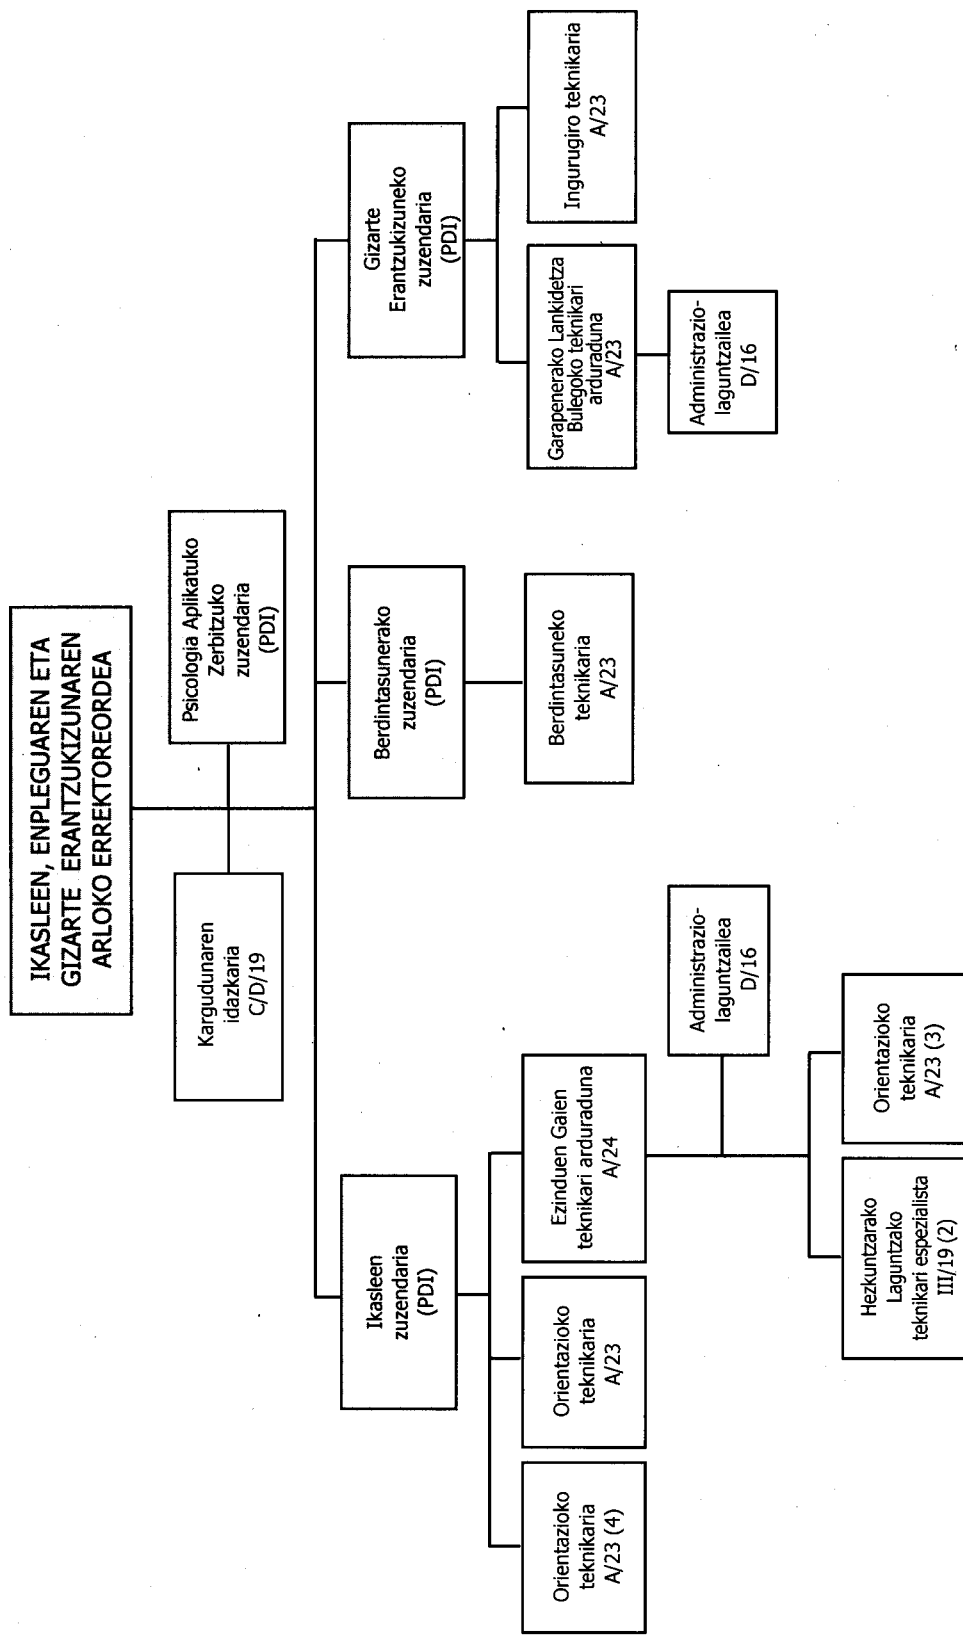 IKASLEEN, ENPLEGUAREN ETA
GIZARTE ERANTZUKIZUNAREN
ARLOKO ERREKTOREORDEA
Kargudunaren
idazkaria
C/D/19
Psicologia Aplikatuko
Zerbitzuko
zuzendaria
(PDI)
Ikasleen
zuzendaria
(PDI)
Berdintasunerako
zuzendaria
(PDI)
Gizarte
Erantzukizuneko
zuzendaria
(PDI)
Orientazioko
teknikaria
A/23 (4)
Orientazioko
teknikaria
A/23
Ezinduen Gaien
teknikari arduraduna
A/24
Berdintasuneko
teknikaria
A/23
Garapenerako Lankidetza
Bulegoko teknikari
arduraduna
A/23
Ingurugiro teknikaria
A/23
Administrazio-
laguntzailea
D/16
Administrazio-
laguntzailea
D/16
Hezkuntzarako
Laguntzako
teknikari espezialista
III/19 (2)
Orientazioko
teknikaria
A/23 (3)